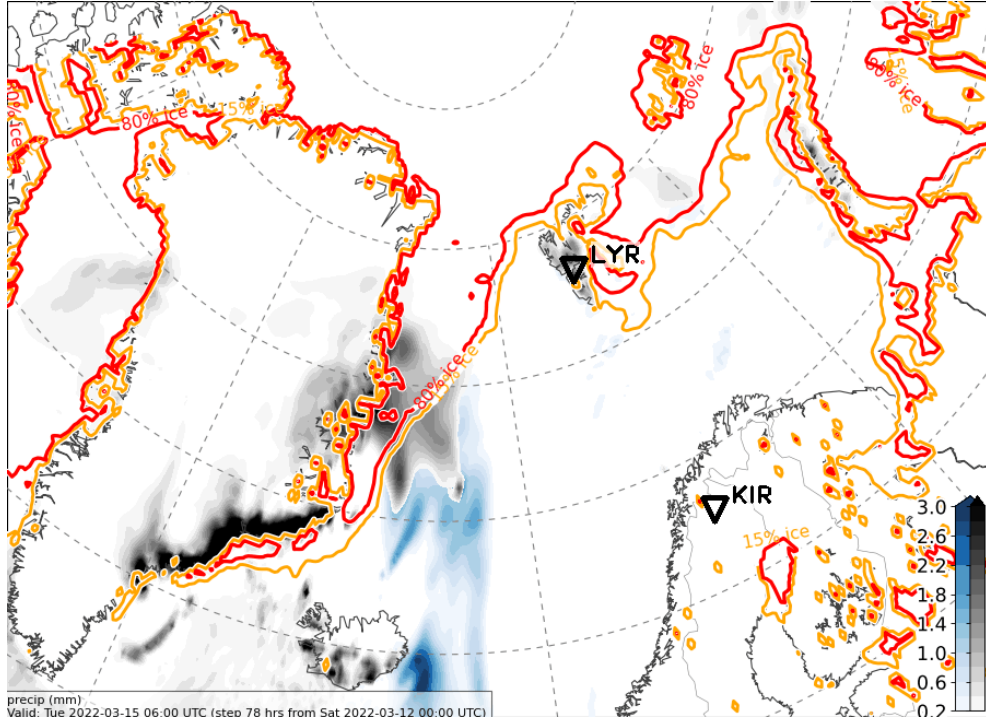 80% ice
80% ice
80% ice
15% ice
80% ice
LYR
80% ice
KIR
15% ice
3.0
2.6
2.2
1.8
1.4
1.0
0.6
0.2
precip (mm)
Valid: Tue 2022-03-15 06:00 UTC (step 78 hrs from Sat 2022-03-12 00:00 UTC)